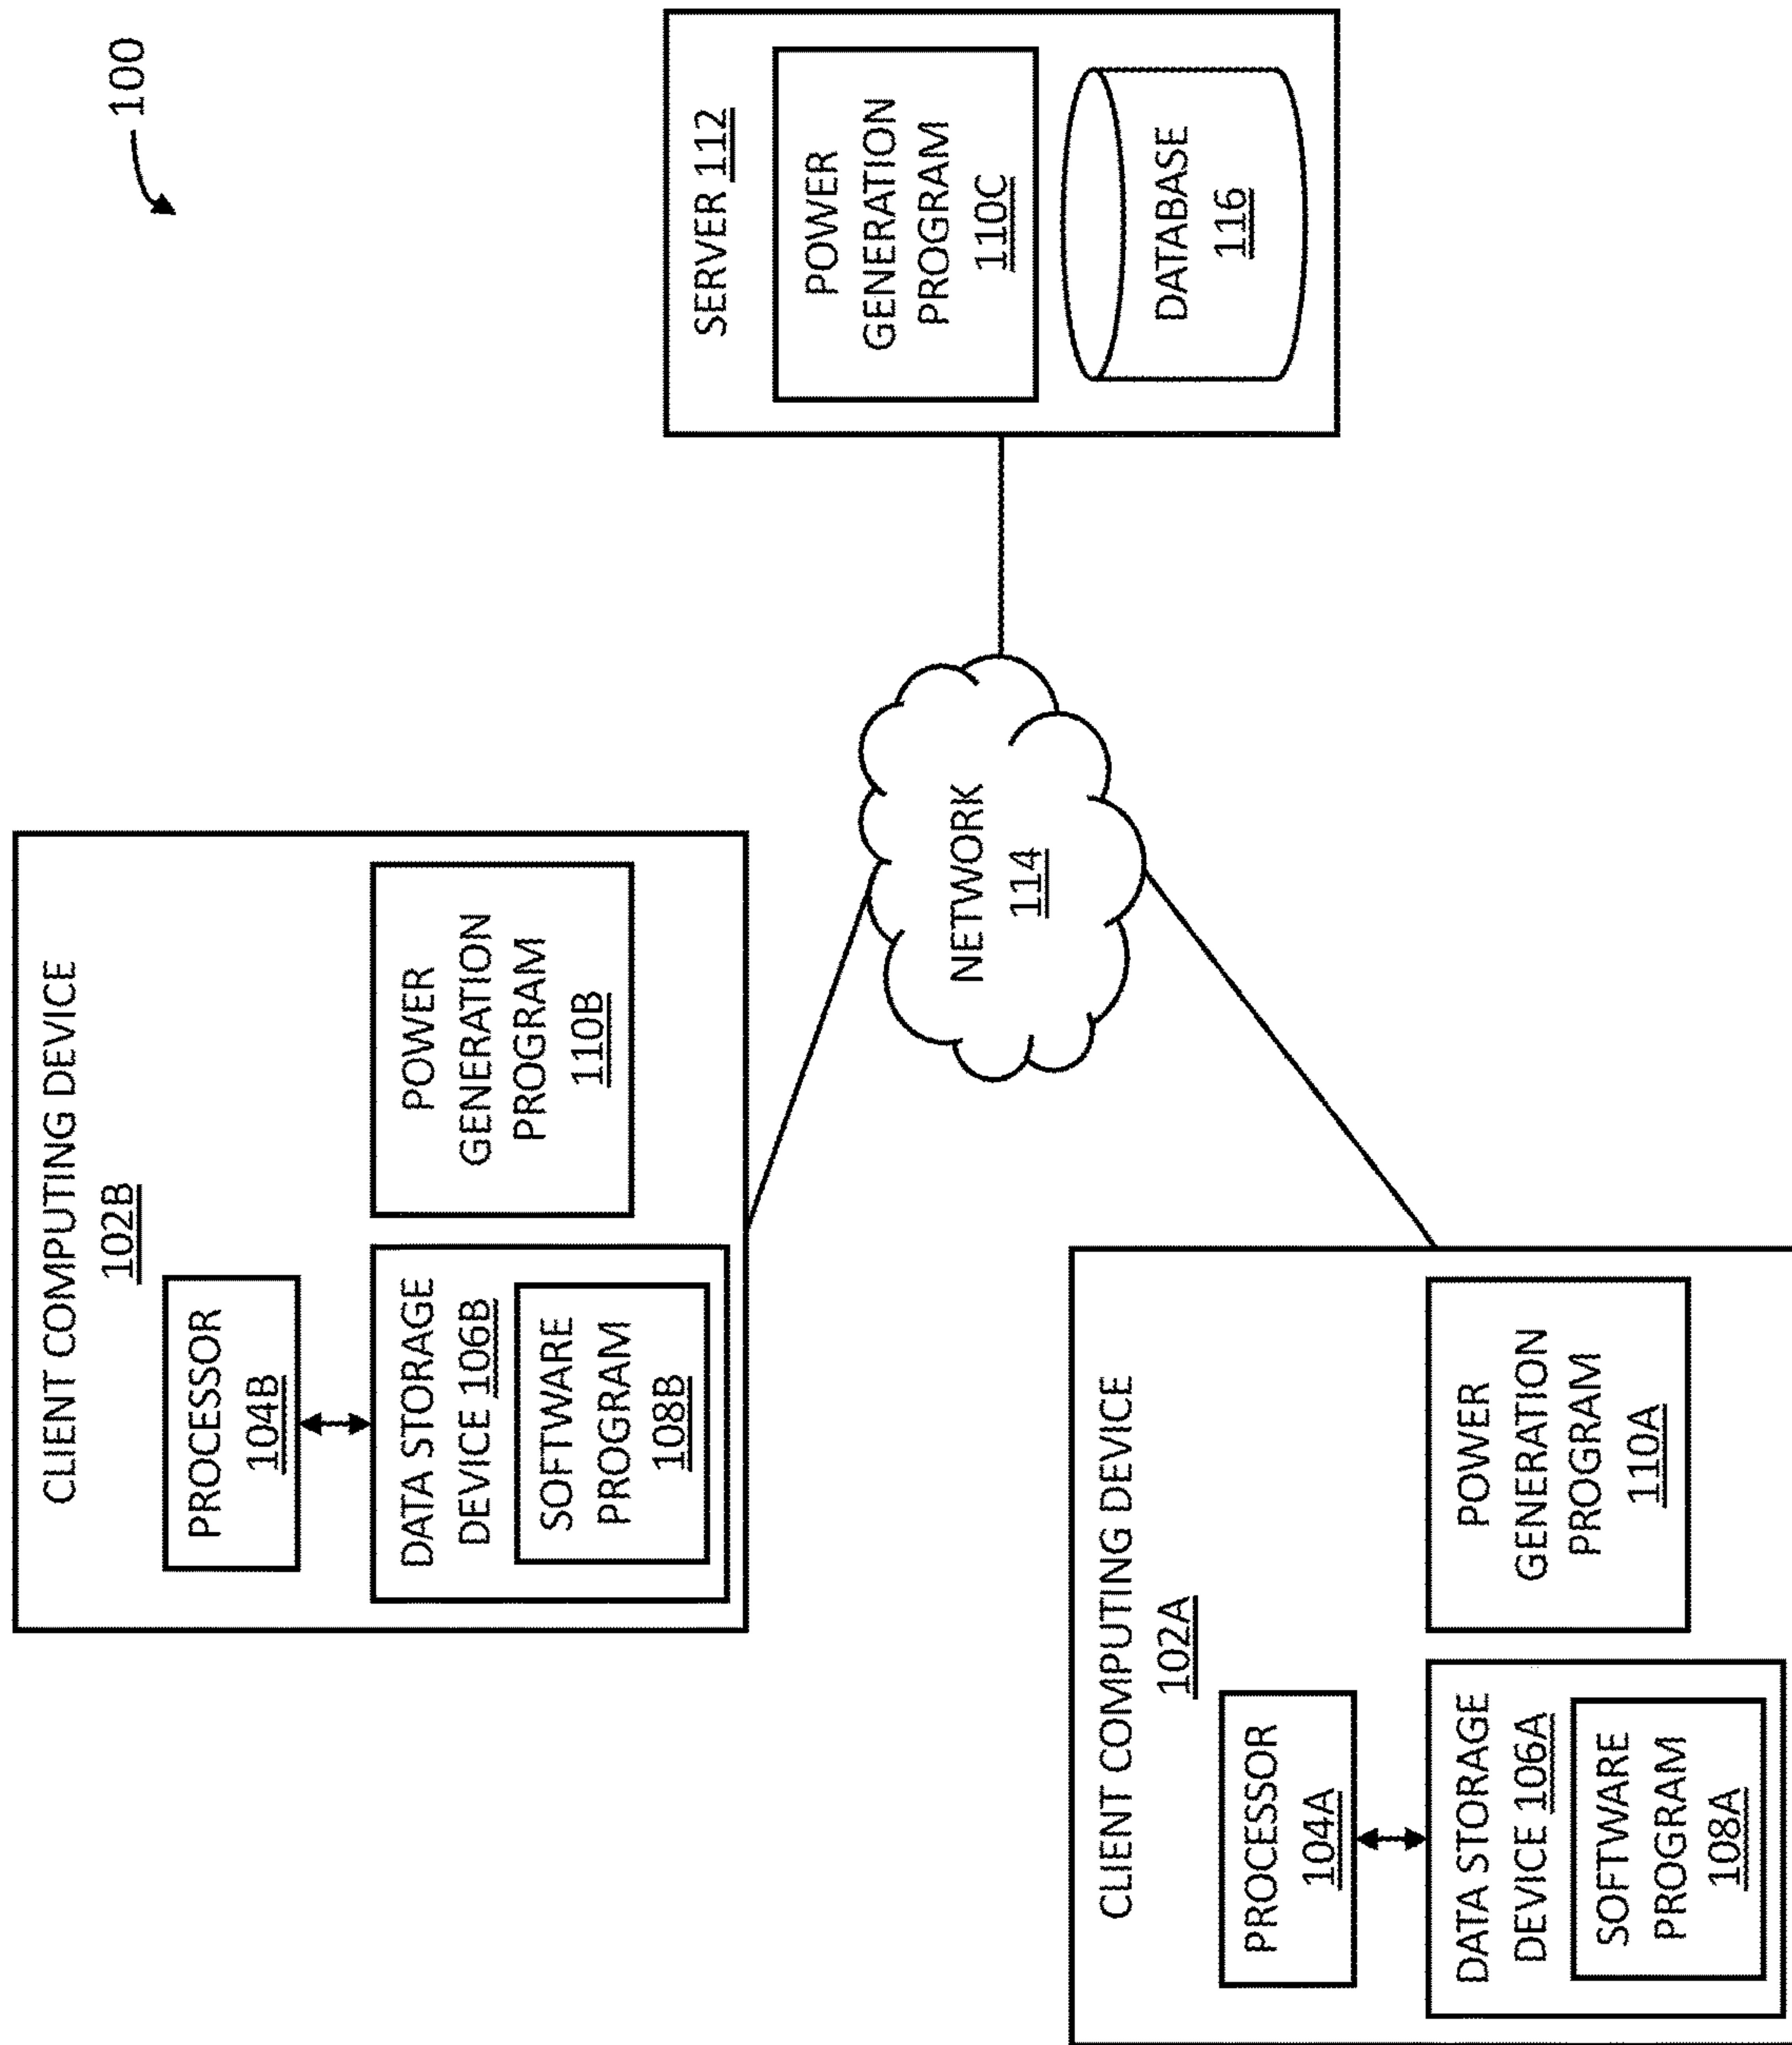 100
CLIENT COMPUTING DEVICE
102B
PROCESSOR
104B
DATA STORAGE
DEVICE 106B
SOFTWARE
PROGRAM
108B
POWER
GENERATION
PROGRAM
110B
SERVER 112
POWER
GENERATION
PROGRAM
110C
DATABASE
116
NETWORK
114
CLIENT COMPUTING DEVICE
102A
PROCESSOR
104A
DATA STORAGE
DEVICE 106A
SOFTWARE
PROGRAM
108A
POWER
GENERATION
PROGRAM
110A